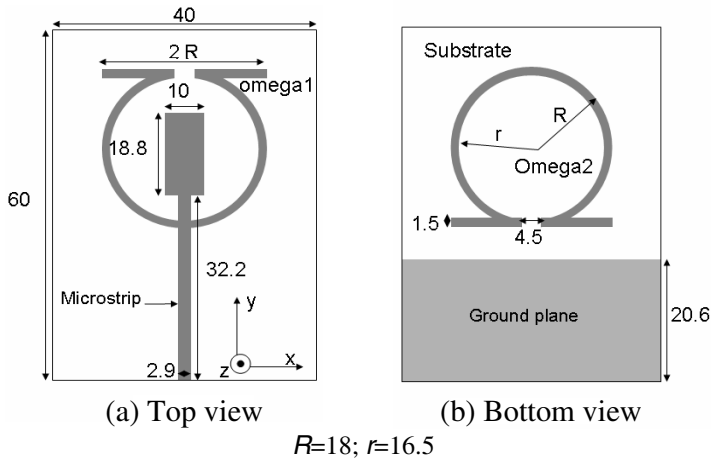 40
2 R
omega1
10
18.8
60
32.2
Microstrip
y
x
z
2.9
(a) Top view
Substrate
R
r
Omega2
1.5
4.5
Ground plane
20.6
(b) Bottom view
R=18; r=16.5